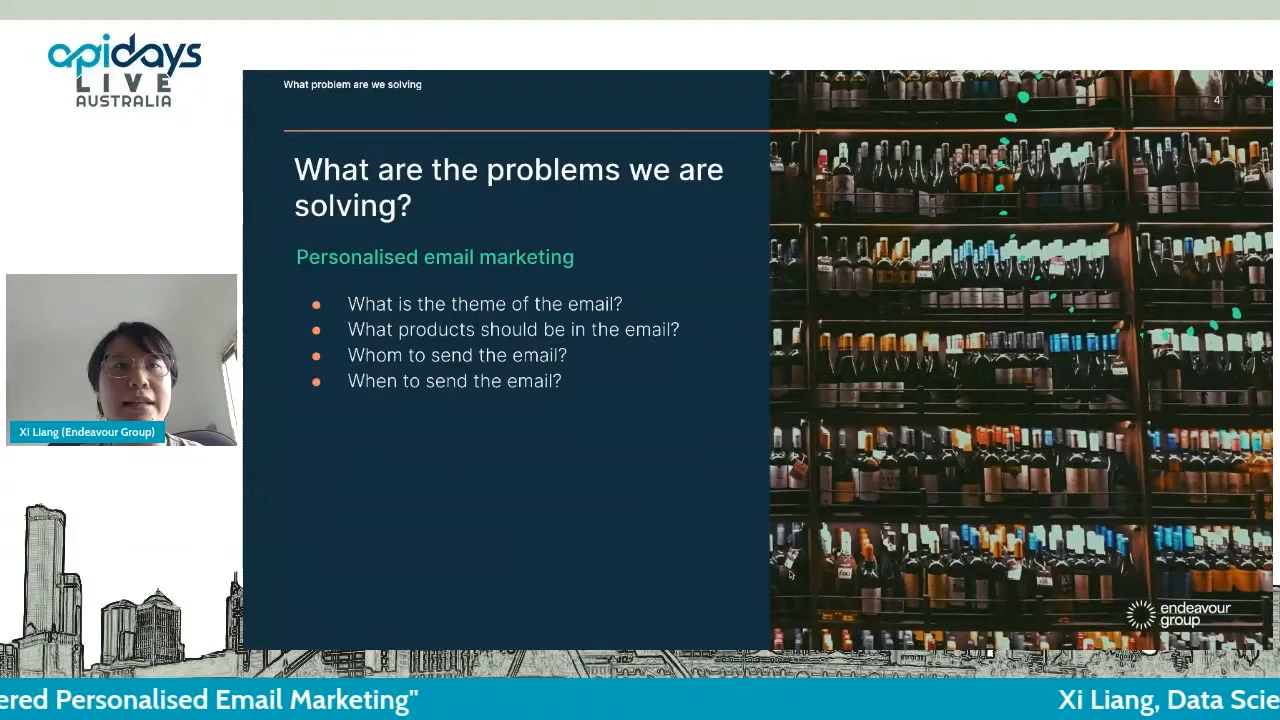 apidays
LIVE
AUSTRALIA
What problem are we solving
4
What are the problems we are
solving?
Personalised email marketing
What is the theme of the email?
What products should be in the email?
Whom to send the email?
When to send the email?
Xi Liang (Endeavour Group)
endeavour
group
ered Personalised Email Marketing"
Xi Liang, Data Scie